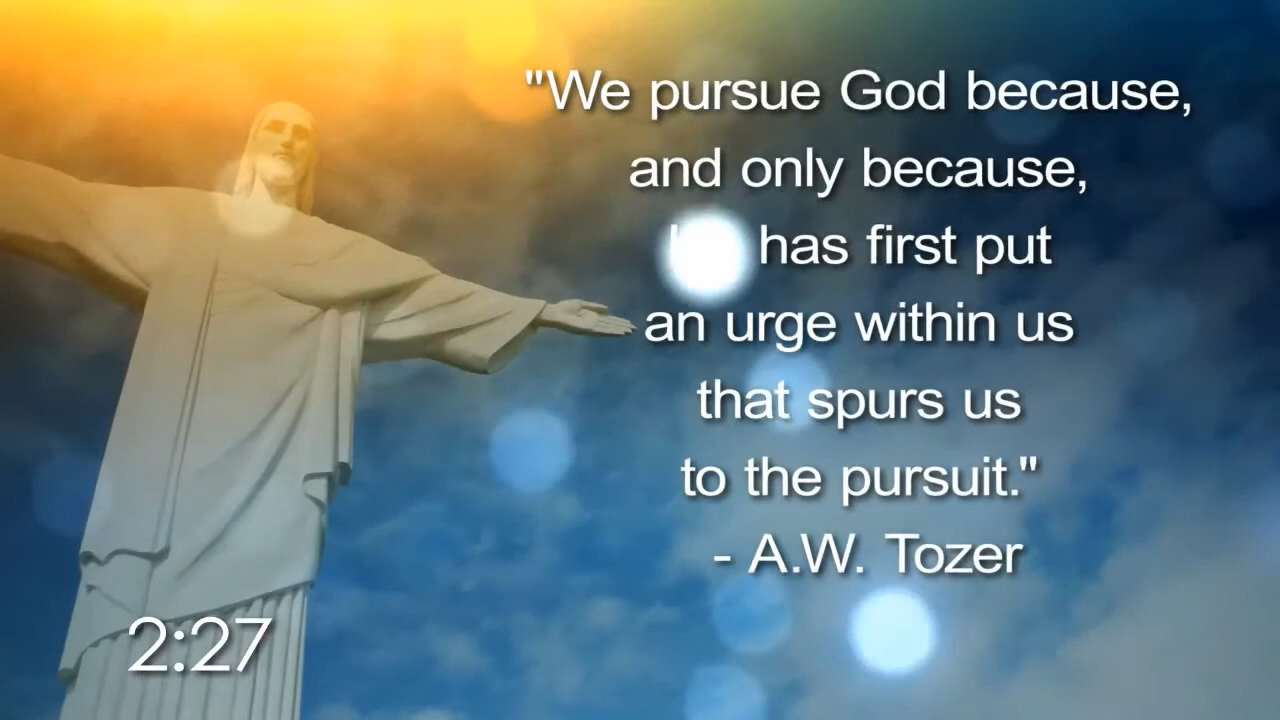 "We pursue God because,
and only because,
has first put
an urge within us
that spurs us
to the pursuit."
- A.W. Tozer
2:27